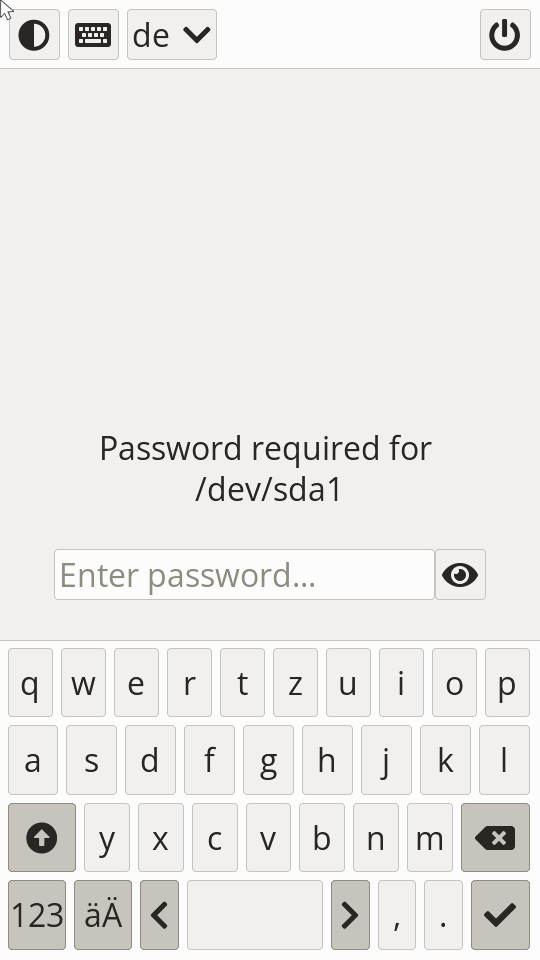 de
Password required for
/dev/sda1
Enter password...
q w e r t z u i o p
a s d f g h j k l
y x c v b n m
123 äÄ , .